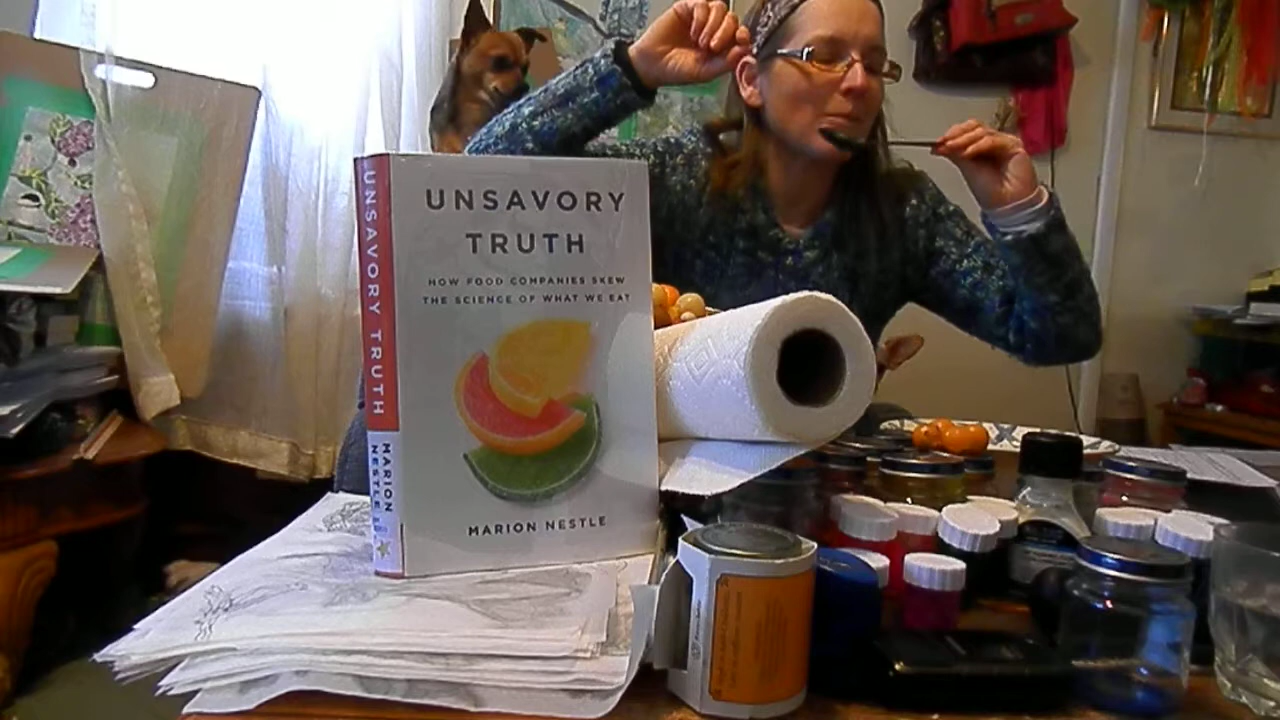 UNSAVORY
TRUTH
HOW FOOD COMPANIES SKEW
THE SCIENCE OF WHAT WE EAT
MARION NESTLE
UNSAVORY TRUTH
MARION
NESTLE